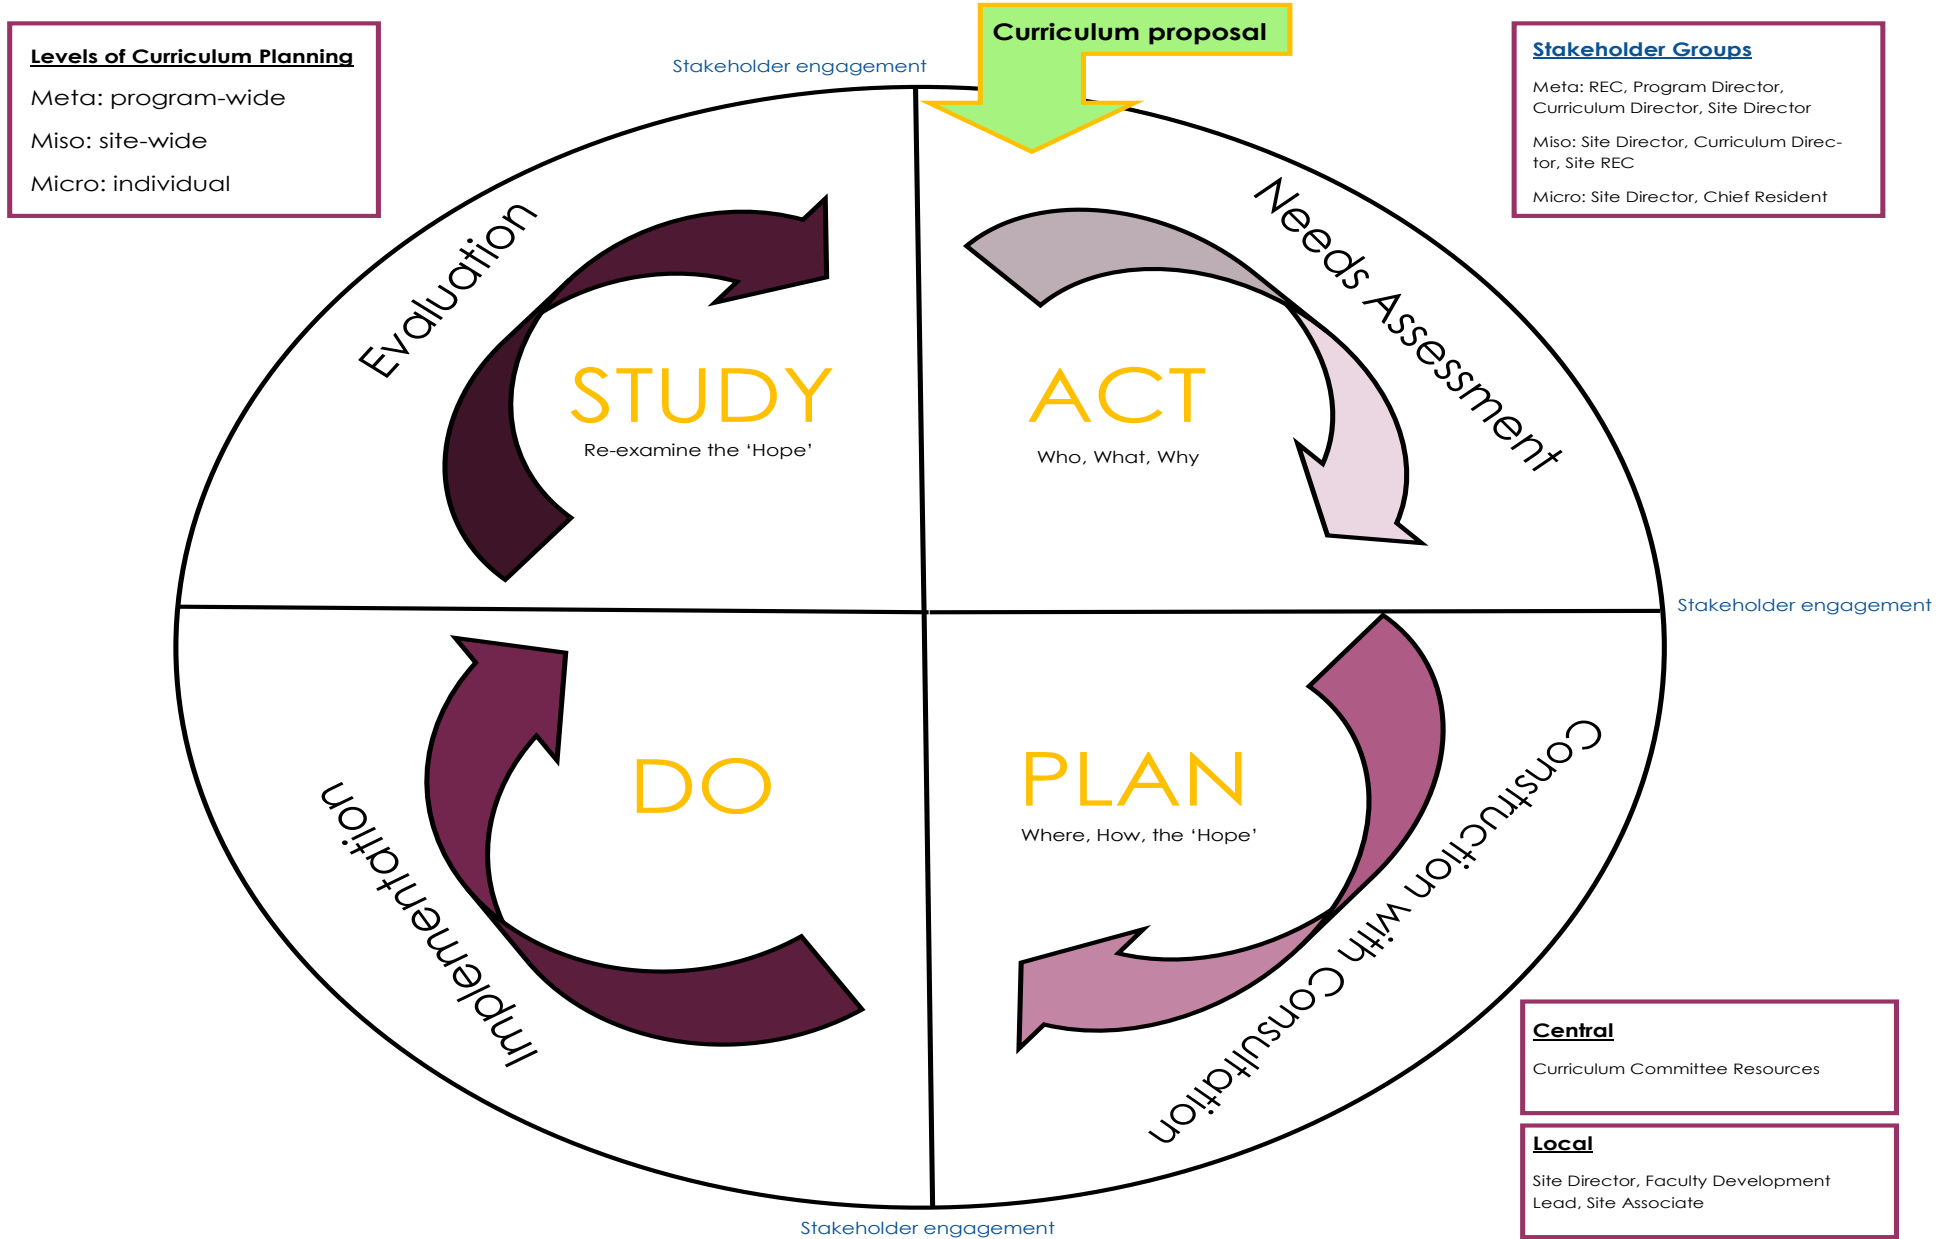 Curriculum proposal
Levels of Curriculum Planning
Meta: program-wide
Miso: site-wide
Micro: individual
Stakeholder engagement
Stakeholder Groups
Meta: REC, Program Director,
Curriculum Director, Site Director
Miso: Site Director, Curriculum Direc-
tor, Site REC
Micro: Site Director, Chief Resident
Evaluation
Needs Assessment
STUDY
Re-examine the ‘Hope’
ACT
Who, What, Why
Stakeholder engagement
DO
PLAN
Where, How, the ‘Hope’
Implementation
Construction with Consultation
Central
Curriculum Committee Resources
Local
Site Director, Faculty Development
Lead, Site Associate
Stakeholder engagement